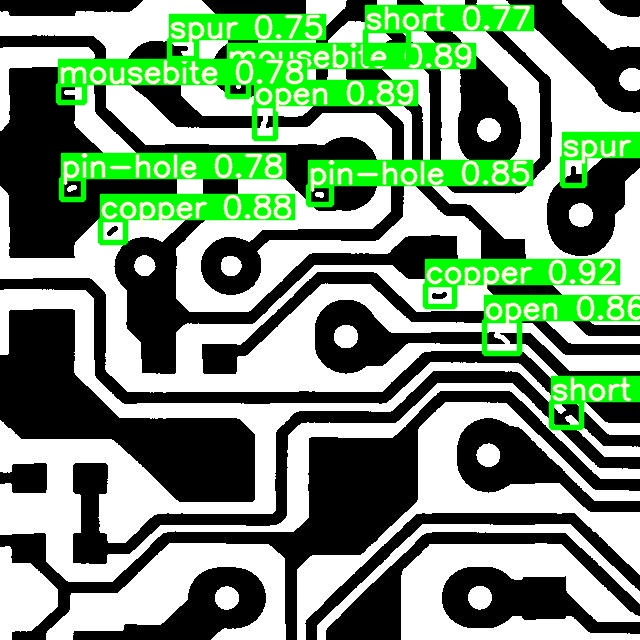 short 0.77
spur 0.75
mousebite 0.89
mousebite 0.78
open 0.89
spur
pin-hole 0.78
pin-hole 0.85
copper 0.88
copper 0.92
open 0.86
short